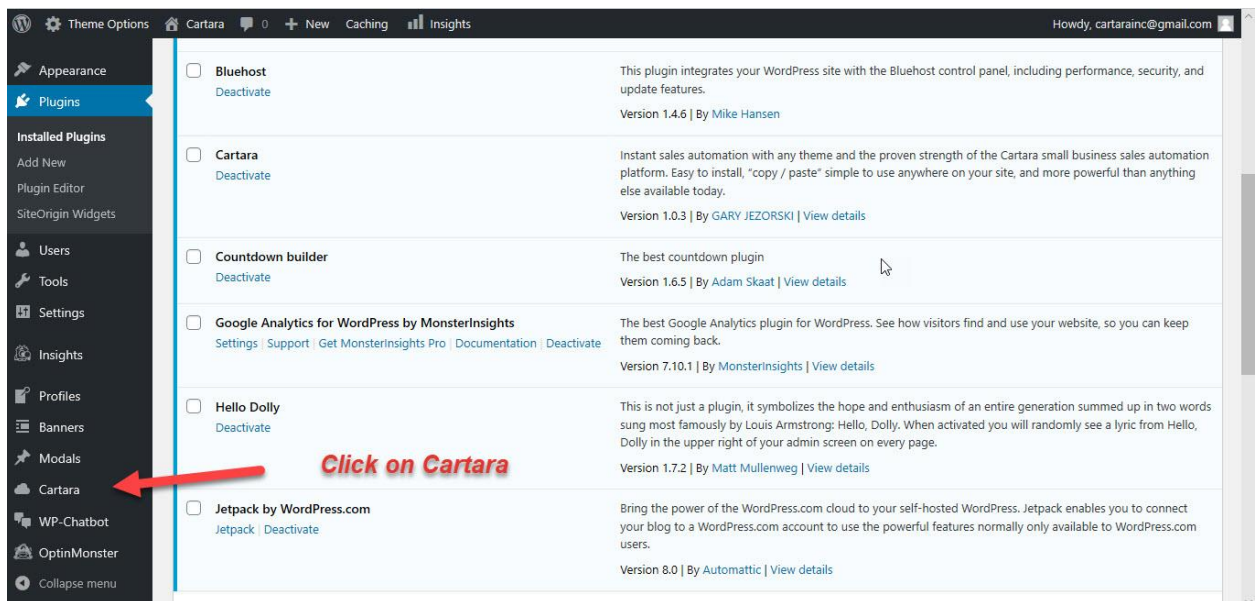 Theme Options Cartara 0 New Caching Insights Howdy, cartarainc@gmail.com
Appearance
Plugins
Installed Plugins
Add New
Plugin Editor
SiteOrigin Widgets
Users
Tools
Settings
Insights
Profiles
Banners
Modals
Cartara
WP-Chatbot
OptinMonster
Collapse menu
Bluehost
Deactivate
This plugin integrates your WordPress site with the Bluehost control panel, including performance, security, and
update features.
Version 1.4.6 | By Mike Hansen
Cartara
Deactivate
Instant sales automation with any theme and the proven strength of the Cartara small business sales automation
platform. Easy to install, "copy / paste" simple to use anywhere on your site, and more powerful than anything
else available today.
Version 1.0.3 | By GARY JEZORSKI | View details
Countdown builder
Deactivate
The best countdown plugin
Version 1.6.5 | By Adam Skaat | View details
Google Analytics for WordPress by MonsterInsights
Settings | Support | Get MonsterInsights Pro | Documentation | Deactivate
The best Google Analytics plugin for WordPress. See how visitors find and use your website, so you can keep
them coming back.
Version 7.10.1 | By MonsterInsights | View details
Hello Dolly
Deactivate
This is not just a plugin, it symbolizes the hope and enthusiasm of an entire generation summed up in two words
sung most famously by Louis Armstrong: Hello, Dolly. When activated you will randomly see a lyric from Hello,
Dolly in the upper right of your admin screen on every page.
Version 1.7.2 | By Matt Mullenweg | View details
Click on Cartara
Jetpack by WordPress.com
Jetpack | Deactivate
Bring the power of the WordPress.com cloud to your self-hosted WordPress. Jetpack enables you to connect
your blog to a WordPress.com account to use the powerful features normally only available to WordPress.com
users.
Version 8.0 | By Automattic | View details